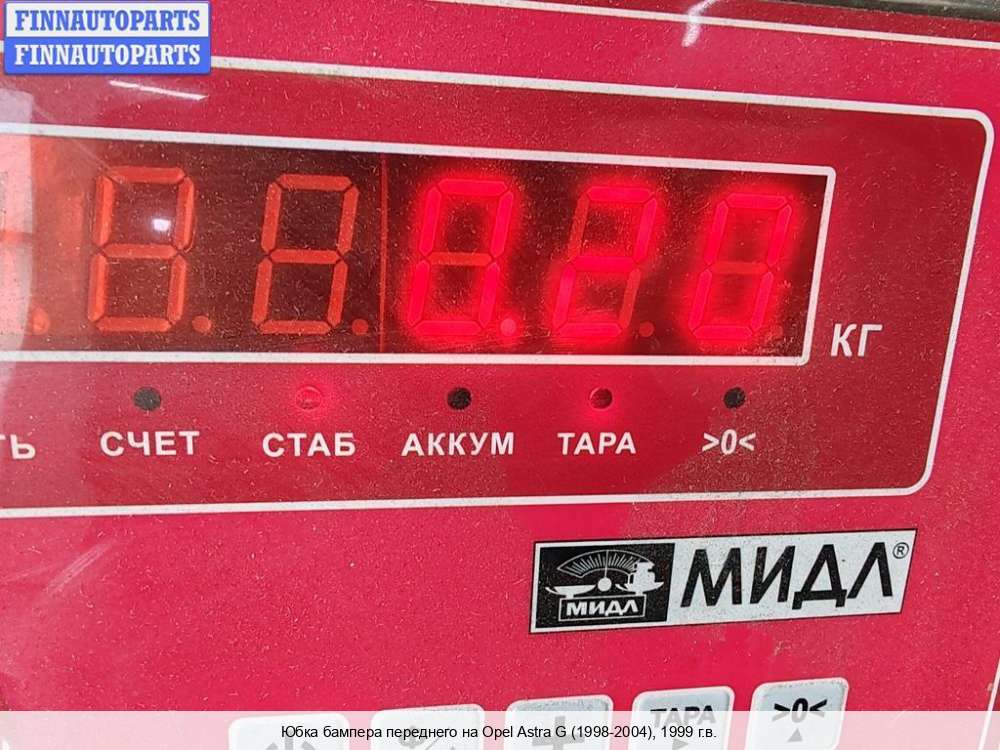 FINNAUTOPARTS
FINNAUTOPARTS
0.20
КГ
СЧЕТ СТАБ АККУМ ТАРА >0<
МИДЛ МИДЛ®
ТАРА >0<
Юбка бампера переднего на Opel Astra G (1998-2004), 1999 г.в.